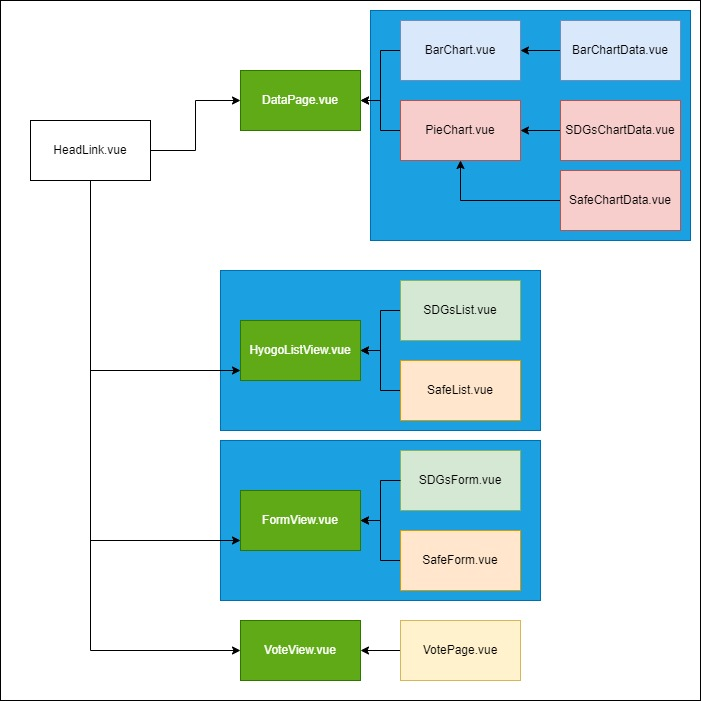 BarChart.vue
BarChartData.vue
DataPage.vue
PieChart.vue
SDGsChartData.vue
HeadLink.vue
SafeChartData.vue
SDGsList.vue
HyogoListView.vue
SafeList.vue
SDGsForm.vue
FormView.vue
SafeForm.vue
VoteView.vue
VotePage.vue